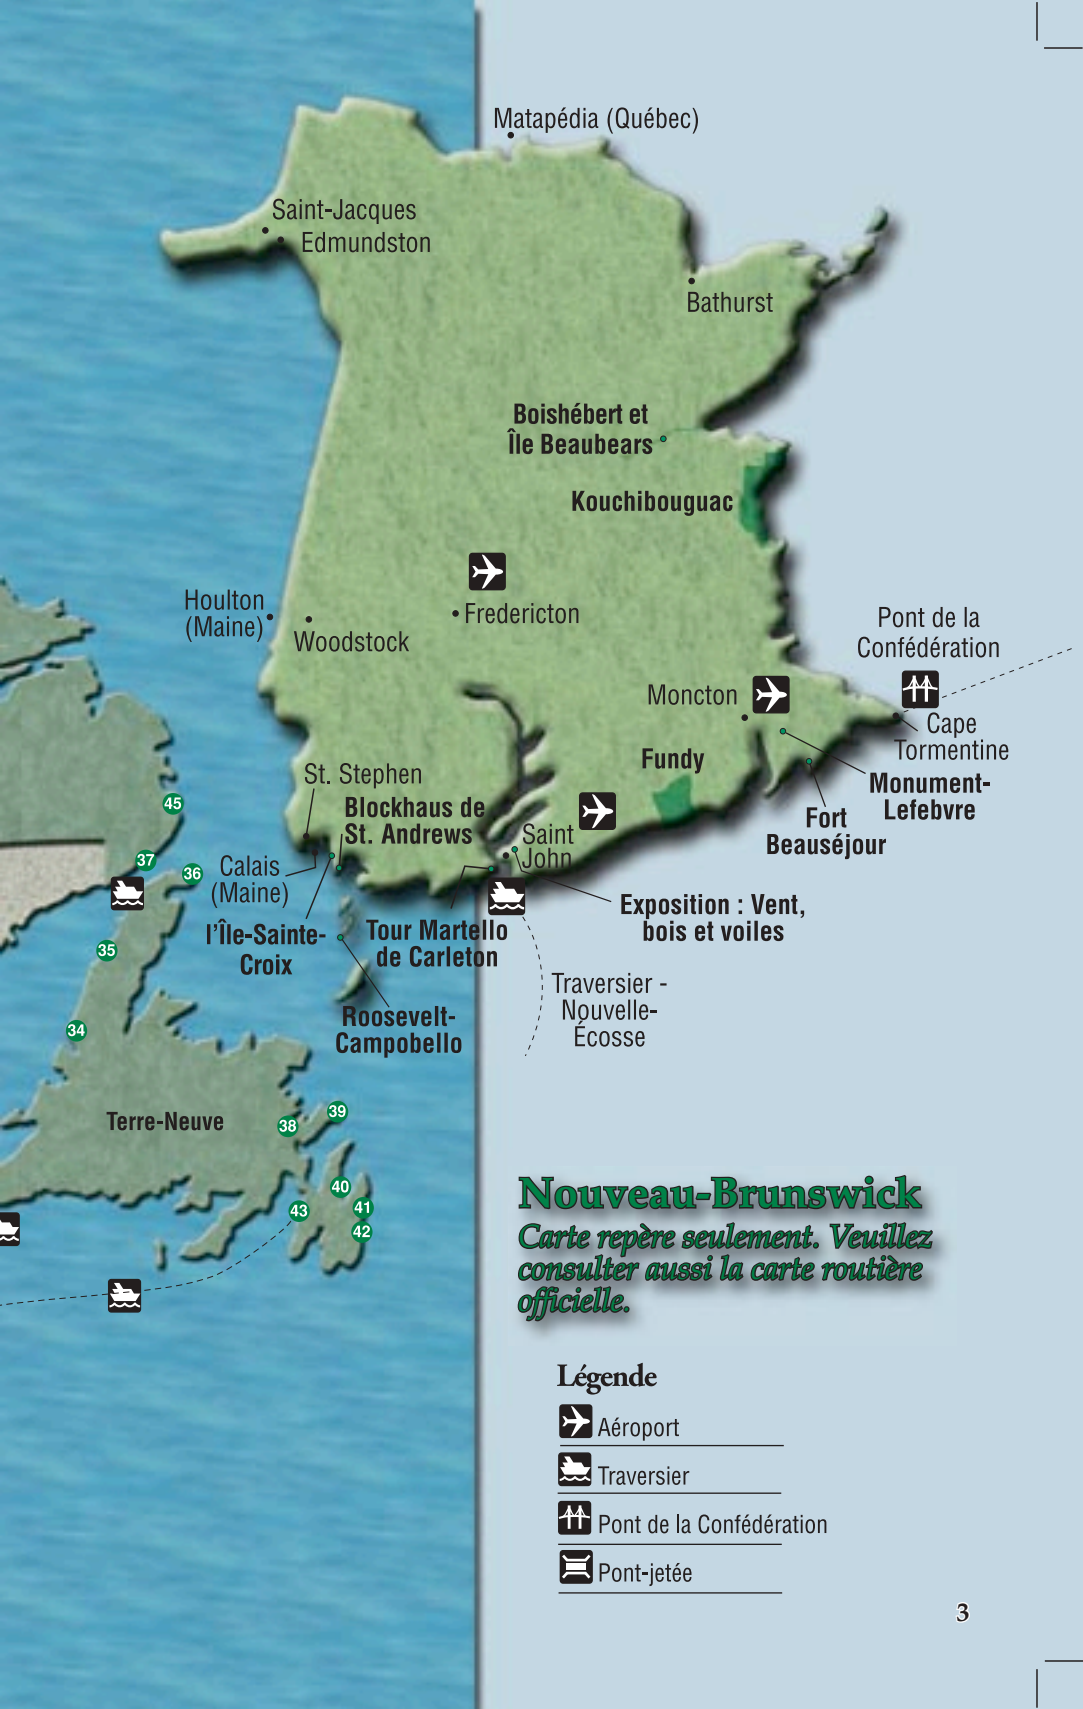 Matapédia (Québec)
Saint-Jacques
Edmundston
Bathurst
Boishébert et
Île Beaubears
Kouchibouguac
Houlton
(Maine)
Woodstock
Fredericton
Pont de la
Confédération
Moncton
Cape
Tormentine
Fundy
Monument-
Lefebvre
Fort
Beauséjour
St. Stephen
Blockhaus de
St. Andrews
Saint
John
Calais
(Maine)
l'Île-Sainte-
Croix
Tour Martello
de Carleton
Exposition : Vent,
bois et voiles
Roosevelt-
Campobello
Traversier -
Nouvelle-
Écosse
45
37
36
35
34
Terre-Neuve
38
39
40
41
42
43
Nouveau-Brunswick
Carte repère seulement. Veuillez
consulter aussi la carte routière
officielle.
Légende
Aéroport
Traversier
Pont de la Confédération
Pont-jetée
3